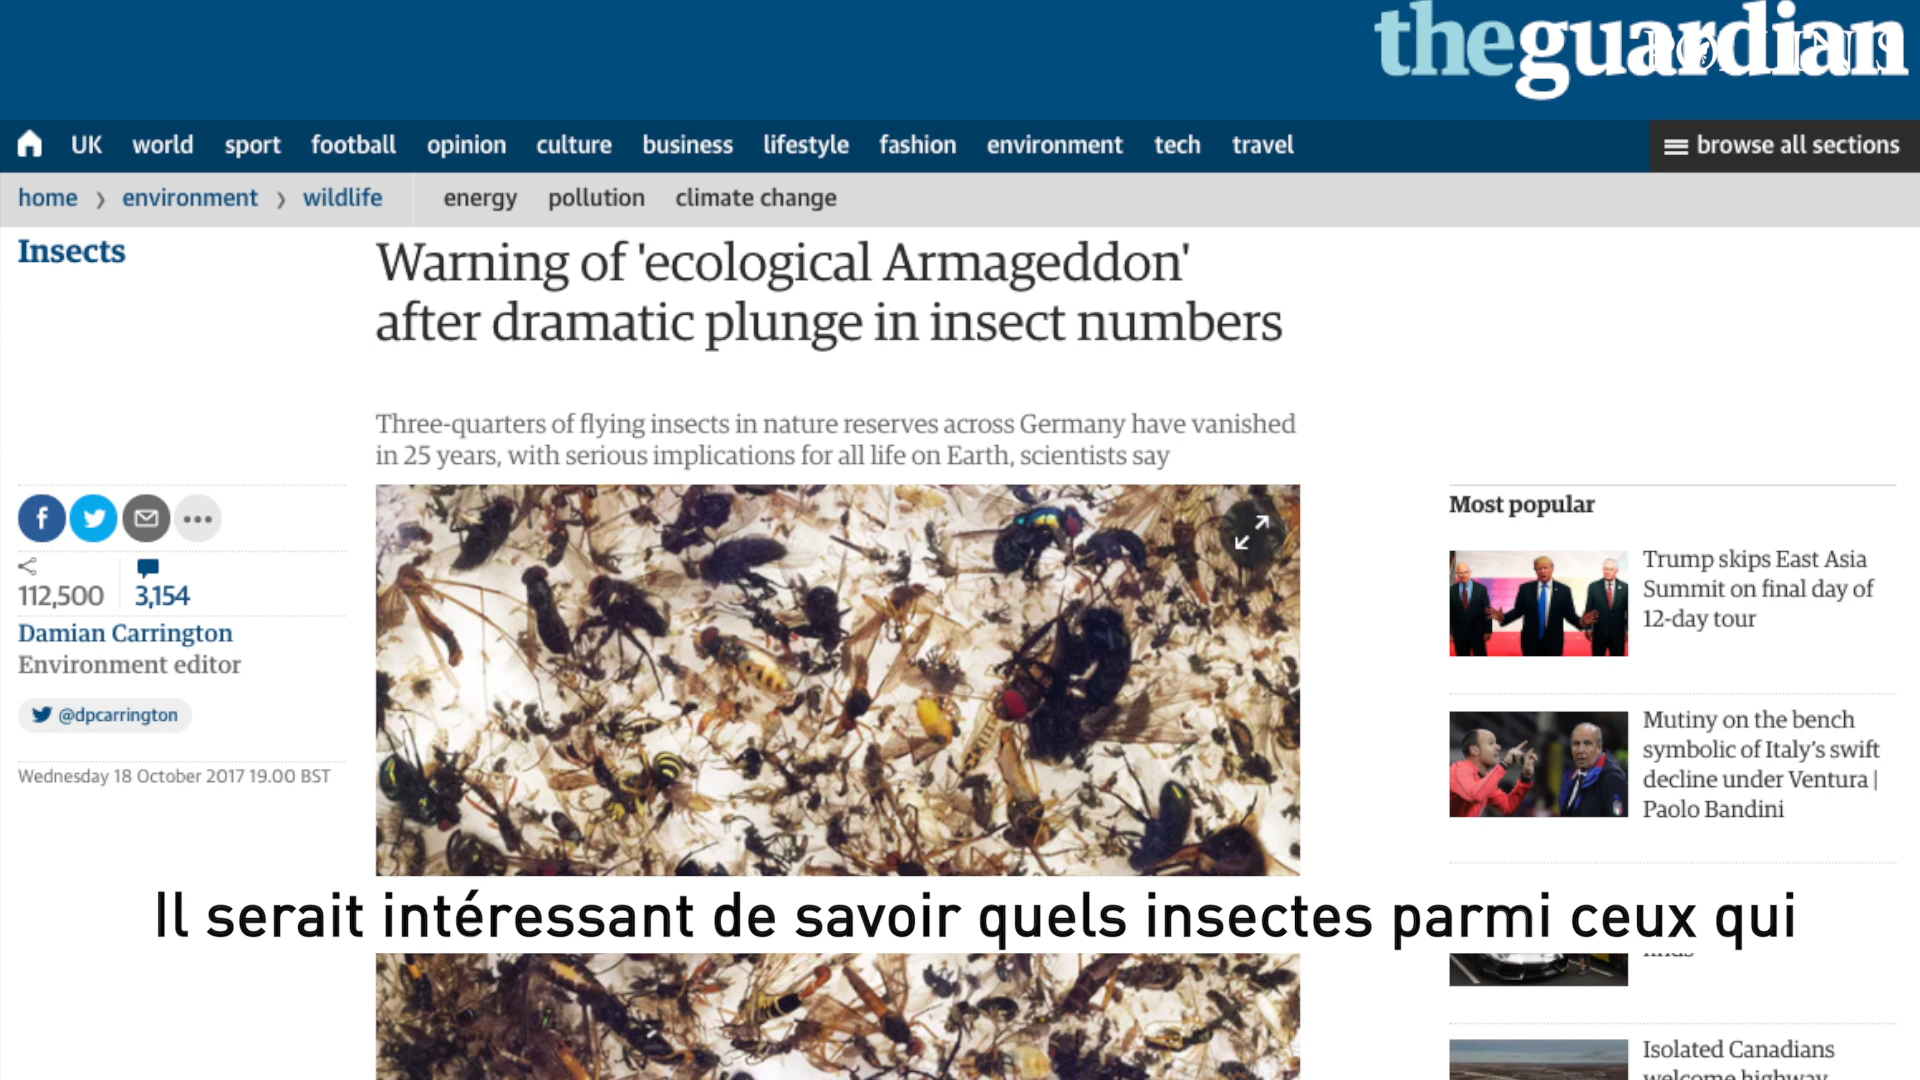 theguardian
UK world sport football opinion culture business lifestyle fashion environment tech travel
browse all sections
home environment wildlife energy pollution climate change
Insects
Warning of 'ecological Armageddon'
after dramatic plunge in insect numbers
Three-quarters of flying insects in nature reserves across Germany have vanished
in 25 years, with serious implications for all life on Earth, scientists say
112,500 3,154
Damian Carrington
Environment editor
@dpcarrington
Wednesday 18 October 2017 19.00 BST
Most popular
Trump skips East Asia
Summit on final day of
12-day tour
Mutiny on the bench
symbolic of Italy's swift
decline under Ventura |
Paolo Bandini
Il serait intéressant de savoir quels insectes parmi ceux qui
Isolated Canadians
welcome highway